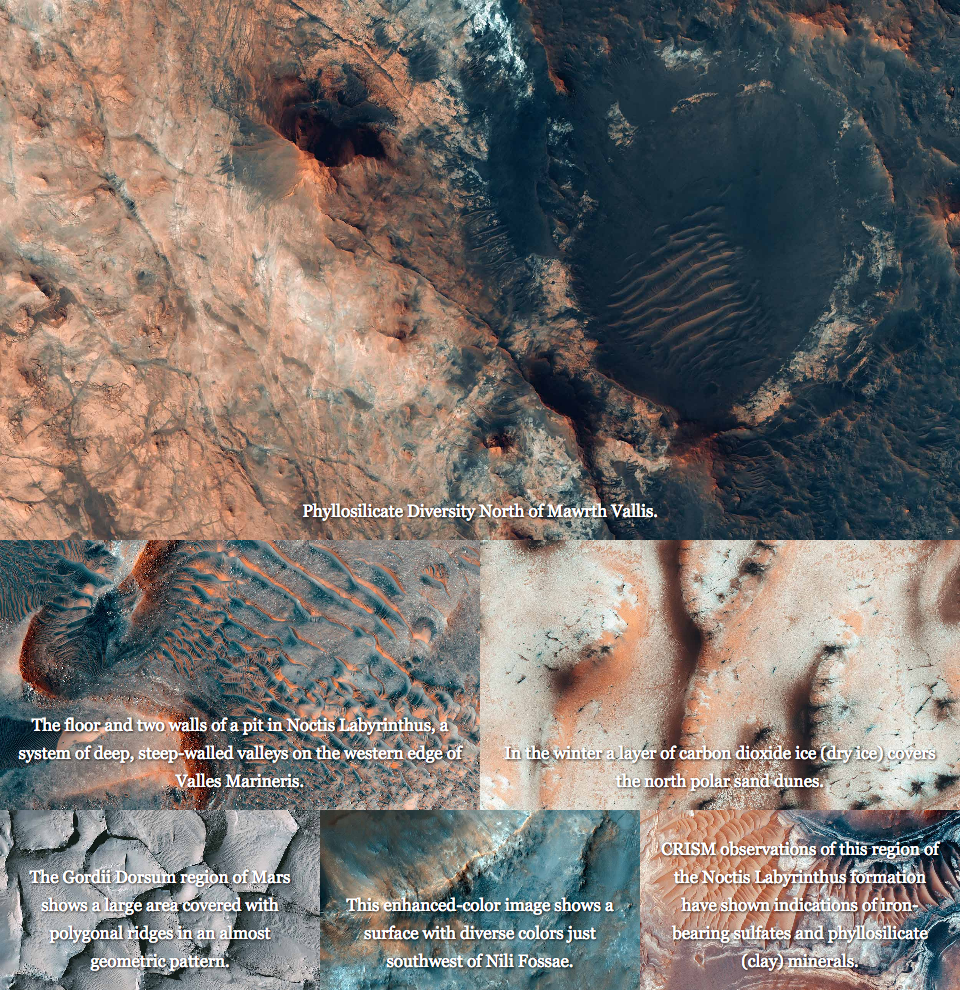 Phyllosilicate Diversity North of Mawrth Vallis.
The floor and two walls of a pit in Noctis Labyrinthus, a
system of deep, steep-walled valleys on the western edge of
Valles Marineris.
In the winter a layer of carbon dioxide ice (dry ice) covers
the north polar sand dunes.
The Gordii Dorsum region of Mars
shows a large area covered with
polygonal ridges in an almost
geometric pattern.
This enhanced-color image shows a
surface with diverse colors just
southwest of Nili Fossae.
CRISM observations of this region of
the Noctis Labyrinthus formation
have shown indications of iron-
bearing sulfates and phyllosilicate
(clay) minerals.